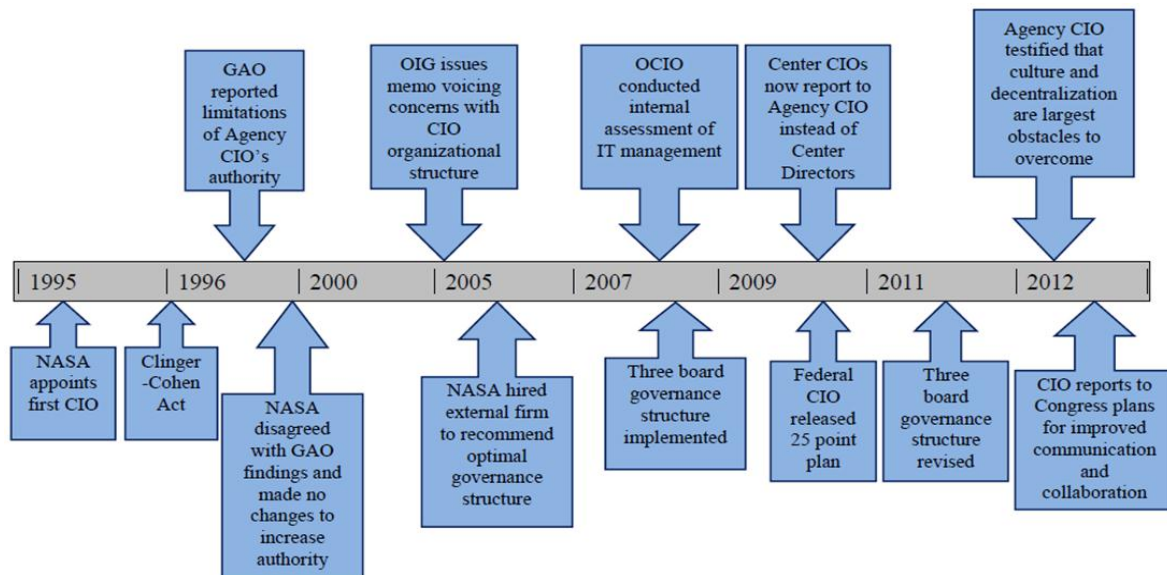 GAO
reported
limitations
of Agency
CIO's
authority
OIG issues
memo voicing
concerns with
CIO
organizational
structure
OCIO
conducted
internal
assessment of
IT management
Center CIOs
now report to
Agency CIO
instead of
Center
Directors
Agency CIO
testified that
culture and
decentralization
are largest
obstacles to
overcome
1995
1996
2000
2005
2007
2009
2011
2012
NASA
appoints
first CIO
Clinger
-Cohen
Act
NASA
disagreed
with GAO
findings and
made no
changes to
increase
authority
NASA hired
external firm
to recommend
optimal
governance
structure
Three board
governance
structure
implemented
Federal
CIO
released
25 point
plan
Three
board
governance
structure
revised
CIO reports to
Congress plans
for improved
communication
and
collaboration